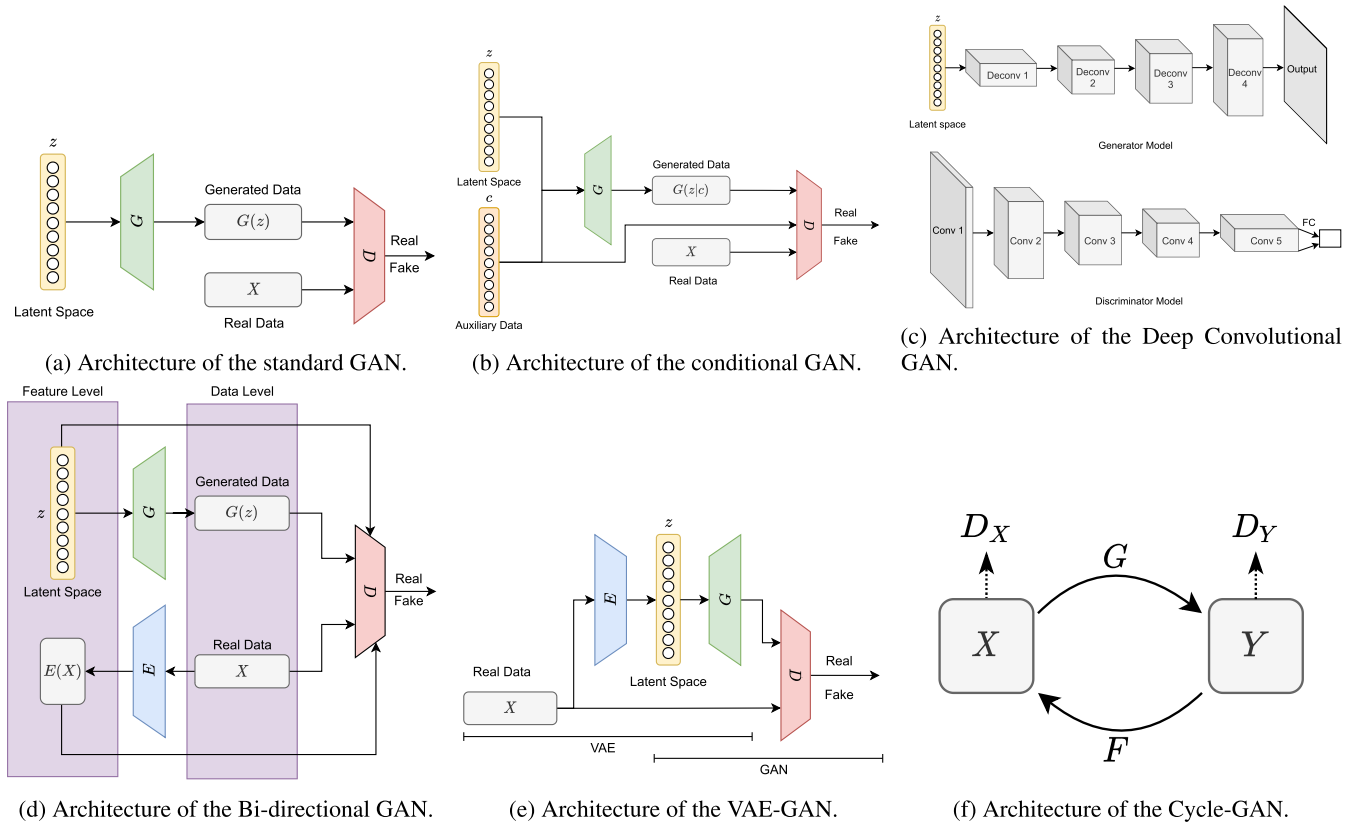 z
G
Latent Space
Generated Data
G(z)
X
Real Data
D
Real
Fake
(a) Architecture of the standard GAN.
z
Latent Space
c
Auxiliary Data
G
Generated Data
G(z|c)
X
Real Data
D
Real
Fake
(b) Architecture of the conditional GAN.
z
Latent space
Deconv 1
Deconv
2
Deconv
3
Deconv
4
Output
Generator Model
Conv 1
Conv 2
Conv 3
Conv 4
Conv 5
FC
Discriminator Model
(c) Architecture of the Deep Convolutional
GAN.
Feature Level
Data Level
z
Latent Space
G
Generated Data
G(z)
E(X)
E
Real Data
X
D
Real
Fake
(d) Architecture of the Bi-directional GAN.
Real Data
X
E
z
Latent Space
G
D
Real
Fake
VAE
GAN
(e) Architecture of the VAE-GAN.
D_X
D_Y
G
X
Y
F
(f) Architecture of the Cycle-GAN.